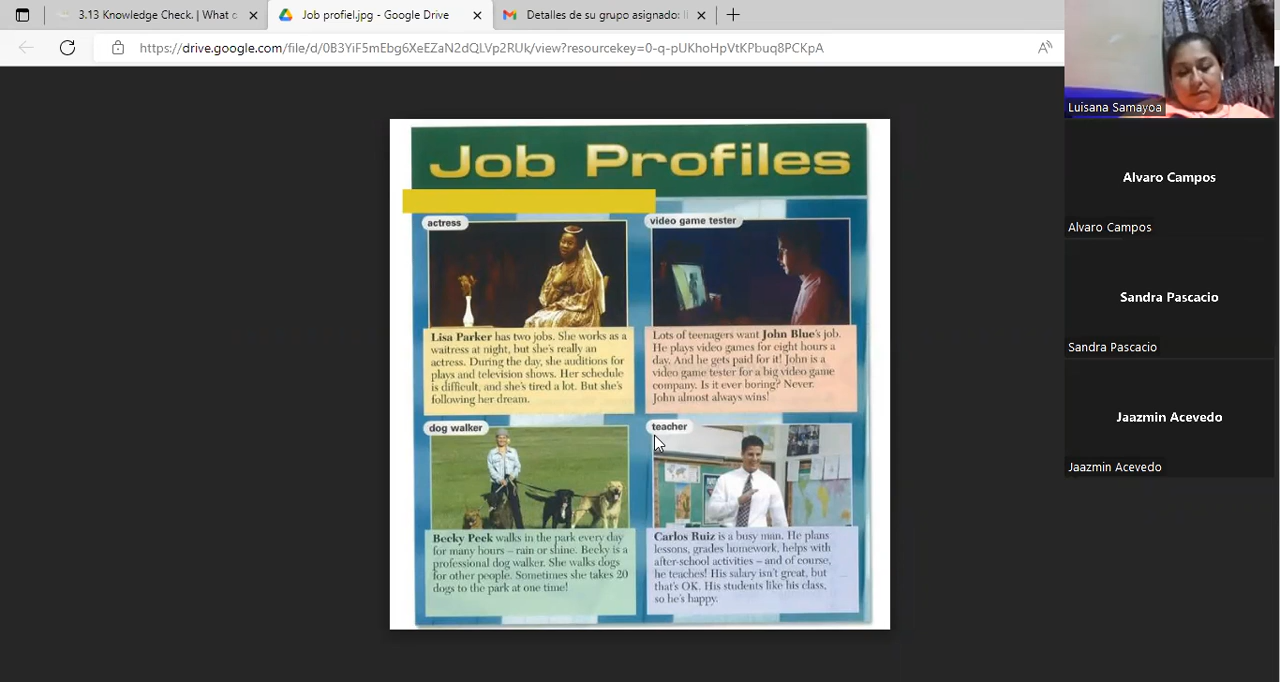 3.13 Knowledge Check. | What c
Job profiel.jpg - Google Drive
Detalles de su grupo asignado: li
https://drive.google.com/file/d/0B3YiF5mEbg6XeEZaN2dQLVp2RUk/view?resourcekey=0-q-pUKhoHpVtKPbuq8PCKpA
Job Profiles
actress
Lisa Parker has two jobs. She works as a
waitress at night, but she's really an
actress. During the day, she auditions for
plays and television shows. Her schedule
is difficult, and she's tired a lot. But she's
following her dream.
video game tester
Lots of teenagers want John Blue's job.
He plays video games for eight hours a
day. And he gets paid for it! John is a
video game tester for a big video game
company. Is it ever boring? Never.
John almost always wins!
dog walker
Becky Peck walks in the park every day
for many hours – rain or shine. Becky is a
professional dog walker. She walks dogs
for other people. Sometimes she takes 20
dogs to the park at one time!
teacher
Carlos Ruiz is a busy man. He plans
lessons, grades homework, helps with
after-school activities – and of course,
he teaches! His salary isn't great, but
that's OK. His students like his class,
so he's happy.
Luisana Samayoa
Alvaro Campos
Alvaro Campos
Sandra Pascacio
Sandra Pascacio
Jaazmin Acevedo
Jaazmin Acevedo